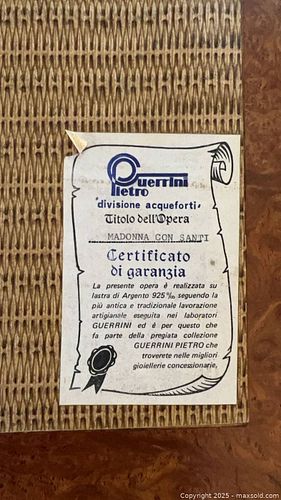 Guerrini
Pietro
"divisione acqueforti"
Titolo dell'Opera
MADONNA CON SANTI
Certificato
di garanzia
La presente opera è realizzata su
lastra di Argento 925 ‰, seguendo la
più antica e tradizionale lavorazione
artigianale eseguita nei laboratori
GUERRINI ed è per questo che
fa parte della pregiata collezione
GUERRINI PIETRO che
troverete nelle migliori
gioiellerie concessionarie.
Copyright 2025 - maxsold.com